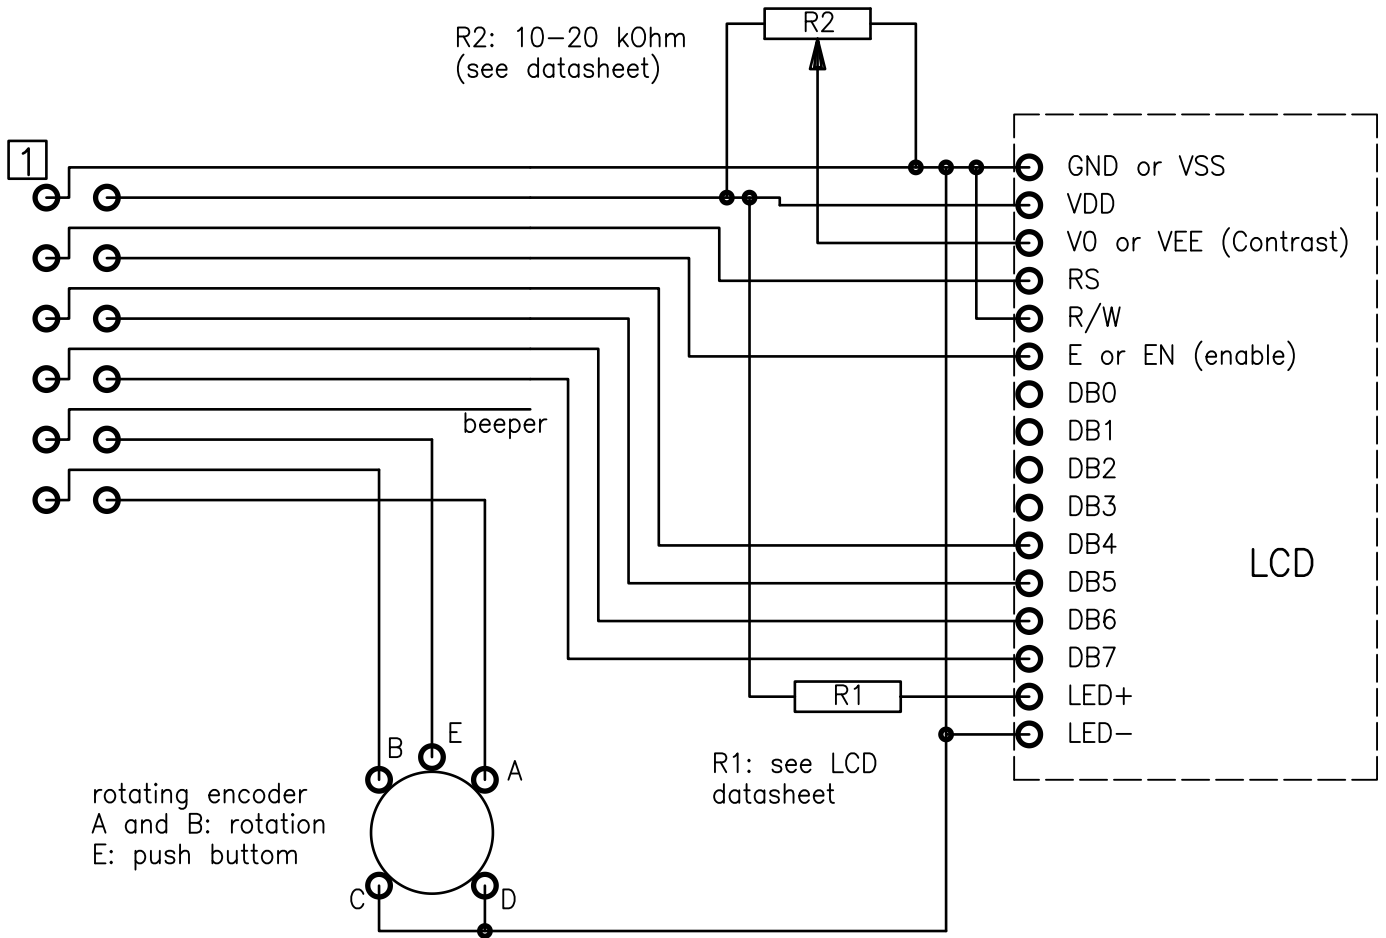 R2
R2: 10-20 kOhm
(see datasheet)
1
GND or VSS
VDD
V0 or VEE (Contrast)
RS
R/W
E or EN (enable)
DB0
DB1
DB2
DB3
DB4
DB5
DB6
DB7
LED+
LED-
LCD
beeper
R1
R1: see LCD
datasheet
B
E
A
C
D
rotating encoder
A and B: rotation
E: push buttom